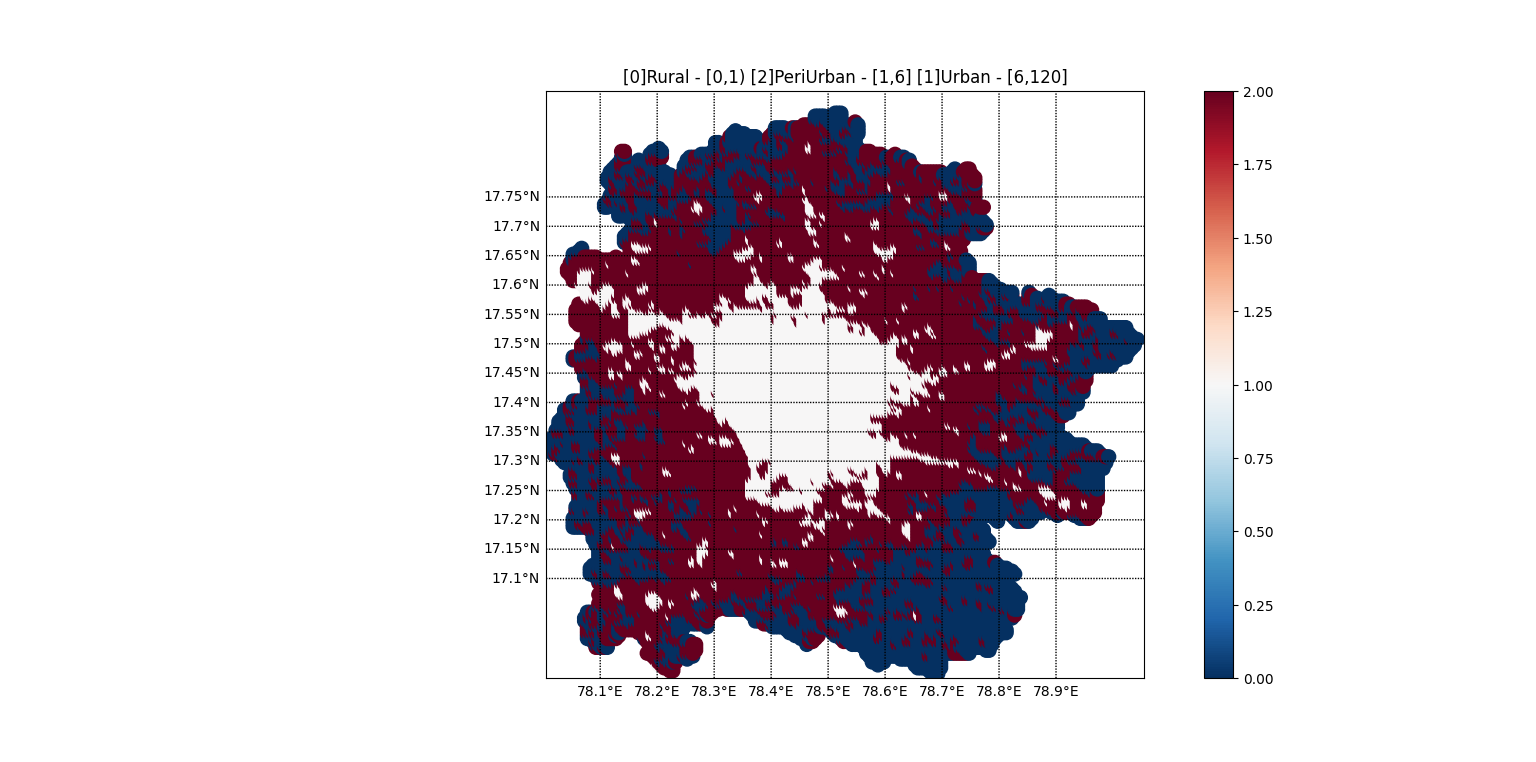 [0]Rural - [0,1) [2]PeriUrban - [1,6] [1]Urban - [6,120]
17.75°N
17.7°N
17.65°N
17.6°N
17.55°N
17.5°N
17.45°N
17.4°N
17.35°N
17.3°N
17.25°N
17.2°N
17.15°N
17.1°N
78.1°E 78.2°E 78.3°E 78.4°E 78.5°E 78.6°E 78.7°E 78.8°E 78.9°E
2.00
1.75
1.50
1.25
1.00
0.75
0.50
0.25
0.00